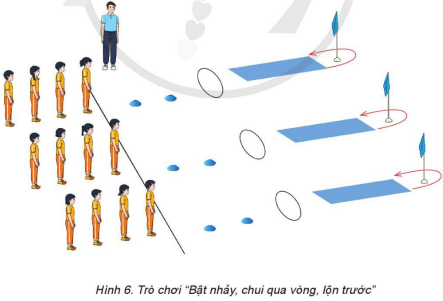 Hình 6. Trò chơi "Bật nhảy, chui qua vòng, lộn trước"